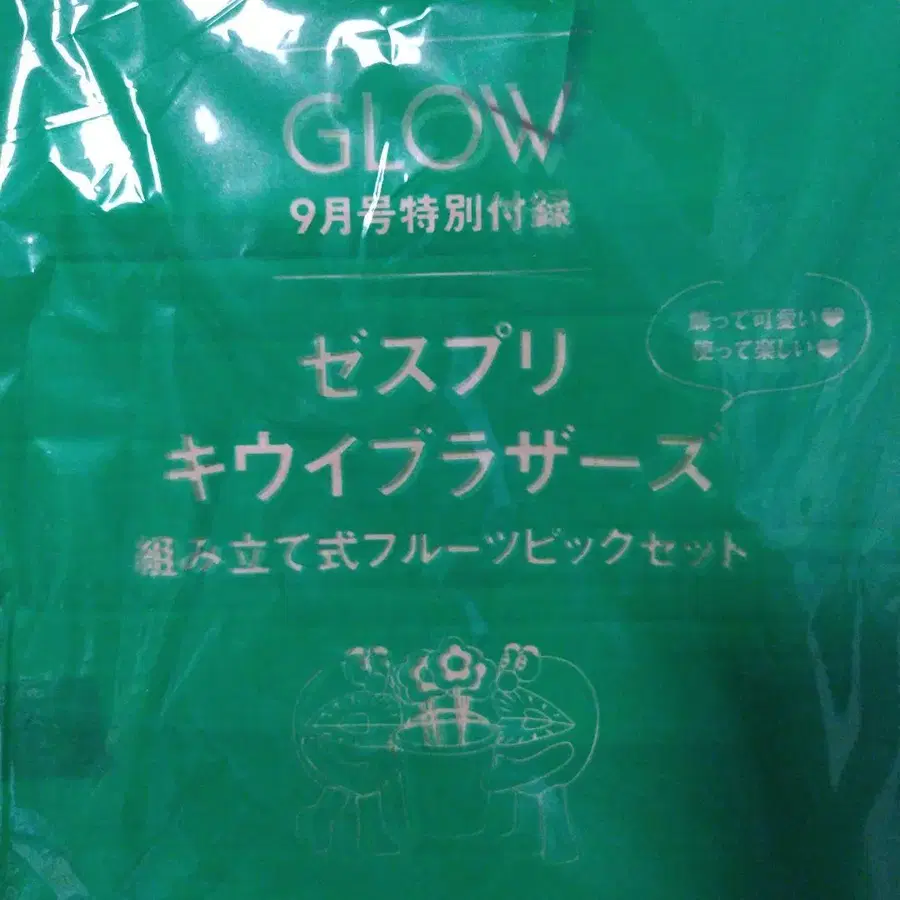 GLOW
9月号特別付録
飾って可愛い♥
使って楽しい♥
ゼスプリ
キウイブラザーズ
組み立て式フルーツピックセット